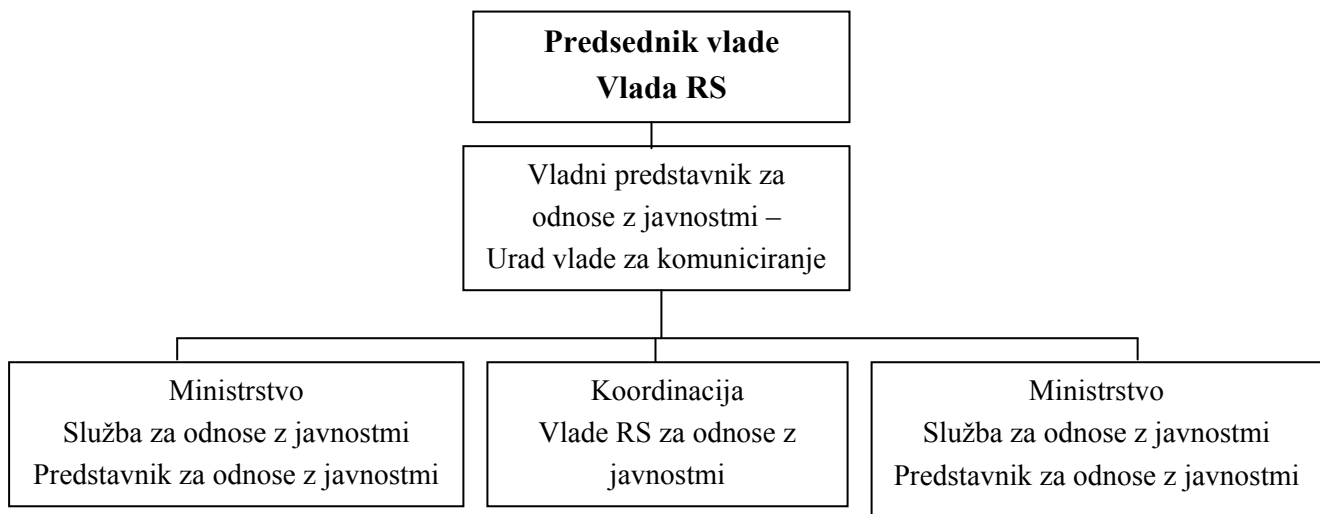 Predsednik vlade
Vlada RS
Vladni predstavnik za
odnose z javnostmi –
Urad vlade za komuniciranje
Ministrstvo
Služba za odnose z javnostmi
Predstavnik za odnose z javnostmi
Koordinacija
Vlade RS za odnose z
javnostmi
Ministrstvo
Služba za odnose z javnostmi
Predstavnik za odnose z javnostmi